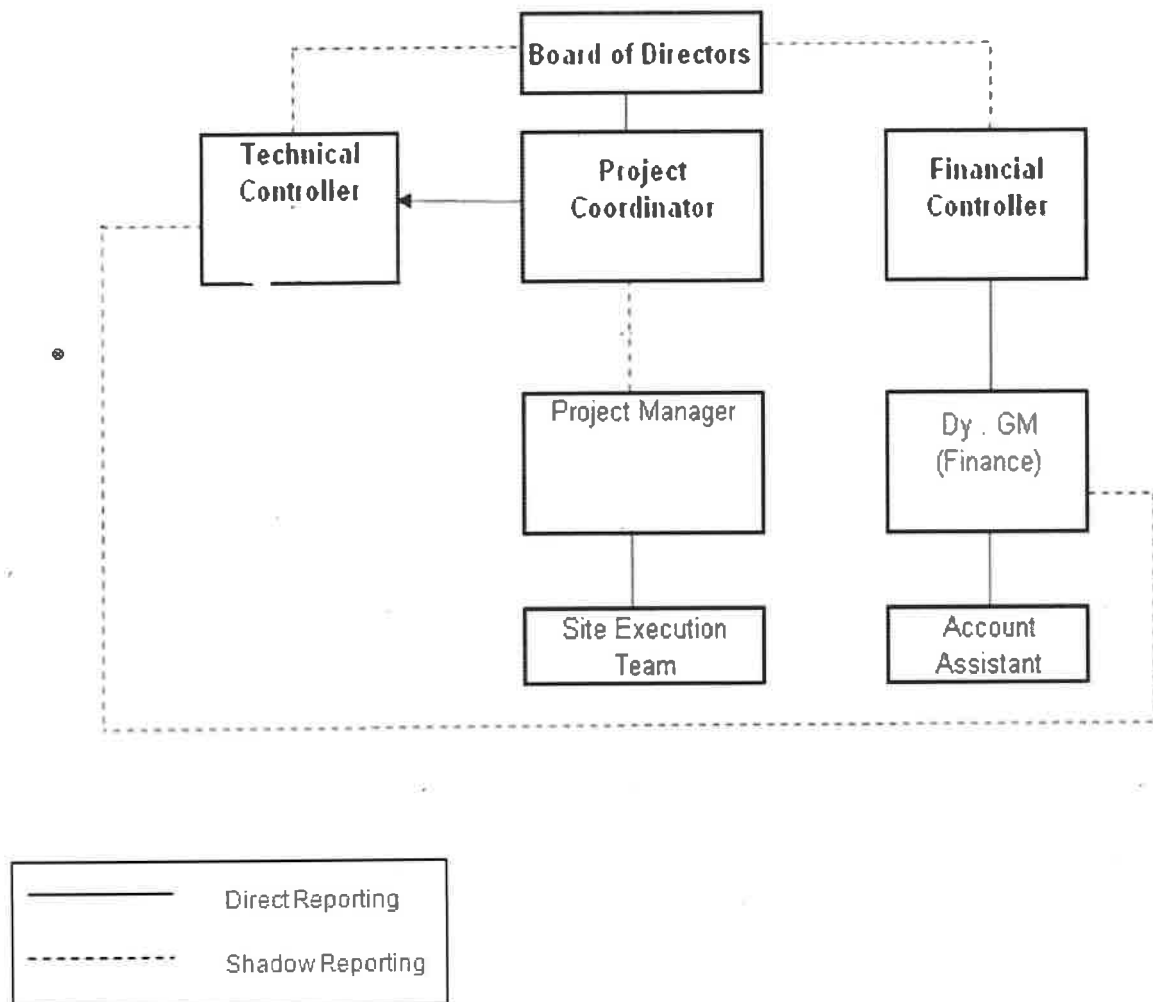 Board of Directors
Technical
Controller
Project
Coordinator
Financial
Controller
Project Manager
Dy . GM
(Finance)
Site Execution
Team
Account
Assistant
Direct Reporting
Shadow Reporting